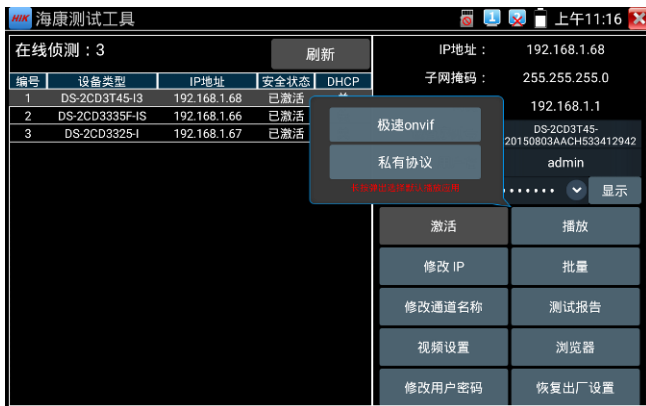 HIK 海康测试工具 上午11:16
在线侦测：3 刷新
编号 设备类型 IP地址 安全状态 DHCP
1 DS-2CD3T45-I3 192.168.1.68 已激活
2 DS-2CD3335F-IS 192.168.1.66 已激活
3 DS-2CD3325-I 192.168.1.67 已激活
极速onvif
私有协议
IP地址： 192.168.1.68
子网掩码： 255.255.255.0
192.168.1.1
DS-2CD3T45-
20150803AACH533412942
admin
显示
激活 播放
修改 IP 批量
修改通道名称 测试报告
视频设置 浏览器
修改用户密码 恢复出厂设置